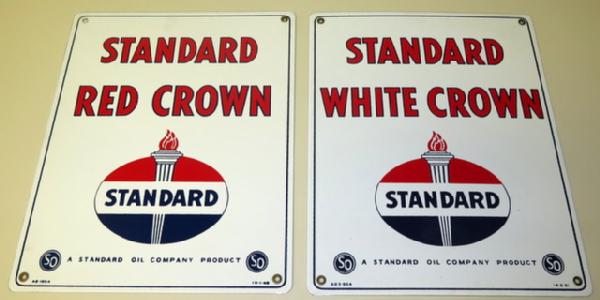 STANDARD
RED CROWN
STANDARD
SO A STANDARD OIL COMPANY PRODUCT SO
STANDARD
WHITE CROWN
STANDARD
SO A STANDARD OIL COMPANY PRODUCT SO